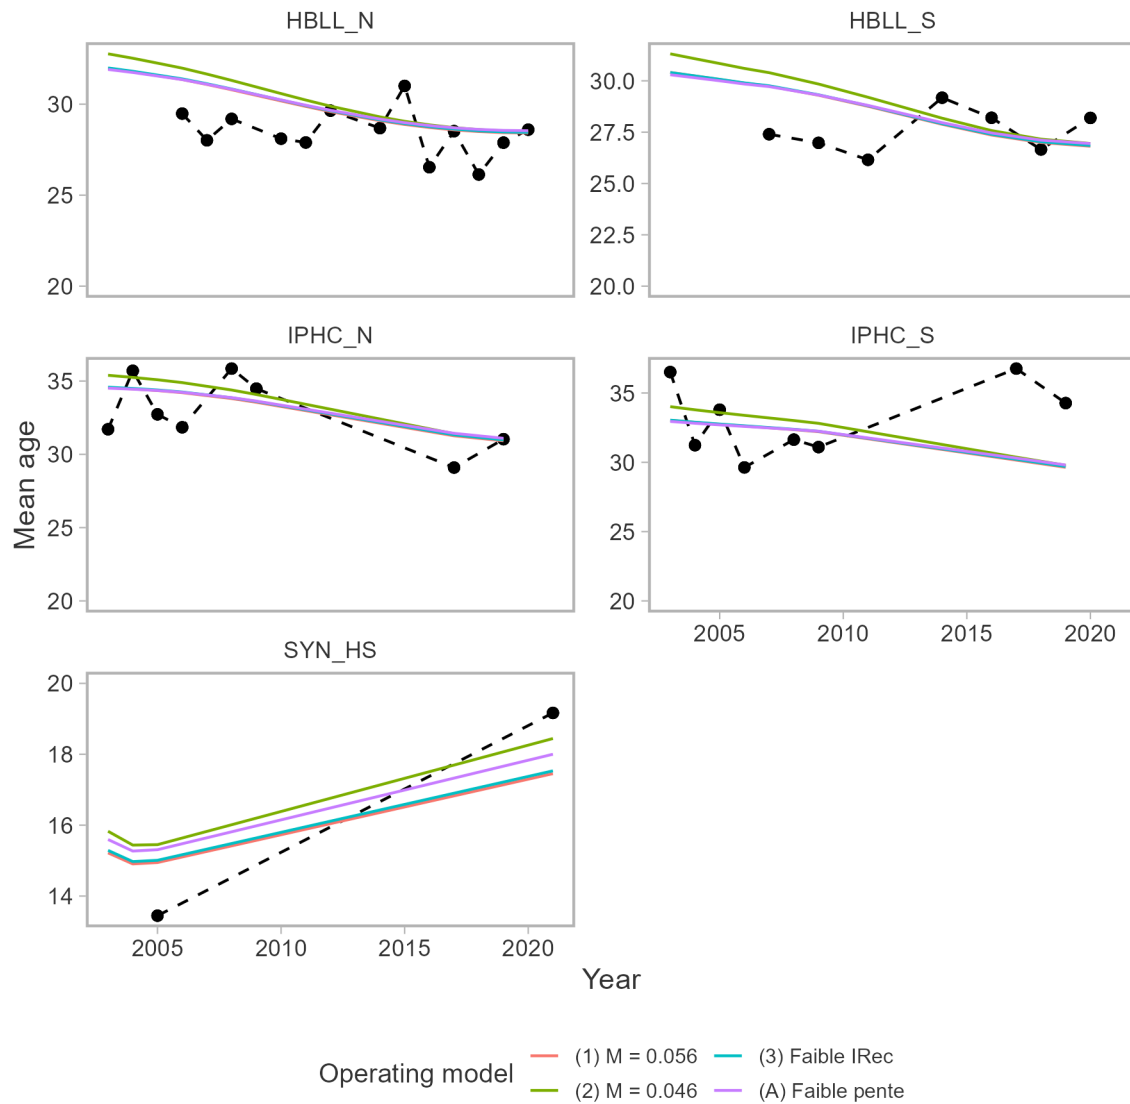 HBLL_N HBLL_S
30
25
20
30.0
27.5
25.0
22.5
20.0
IPHC_N IPHC_S
35
30
25
20
35
30
25
20
2005 2010 2015 2020
SYN_HS
20
18
16
14
2005 2010 2015 2020
Mean age
Year
Operating model
(1) M = 0.056 (3) Faible IRec
(2) M = 0.046 (A) Faible pente